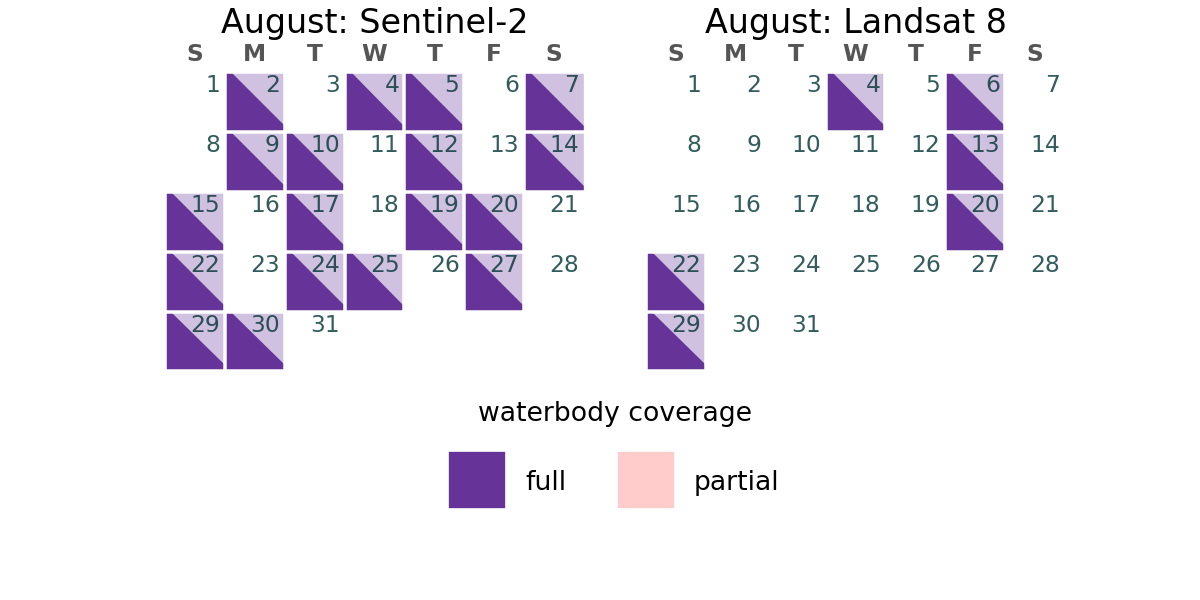 August: Sentinel-2
S M T W T F S
1 2 3 4 5 6 7
8 9 10 11 12 13 14
15 16 17 18 19 20 21
22 23 24 25 26 27 28
29 30 31
August: Landsat 8
S M T W T F S
1 2 3 4 5 6 7
8 9 10 11 12 13 14
15 16 17 18 19 20 21
22 23 24 25 26 27 28
29 30 31
waterbody coverage
full partial